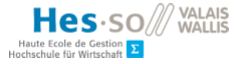 Hes·so VALAIS
WALLIS
Haute Ecole de Gestion
Hochschule für Wirtschaft Σ